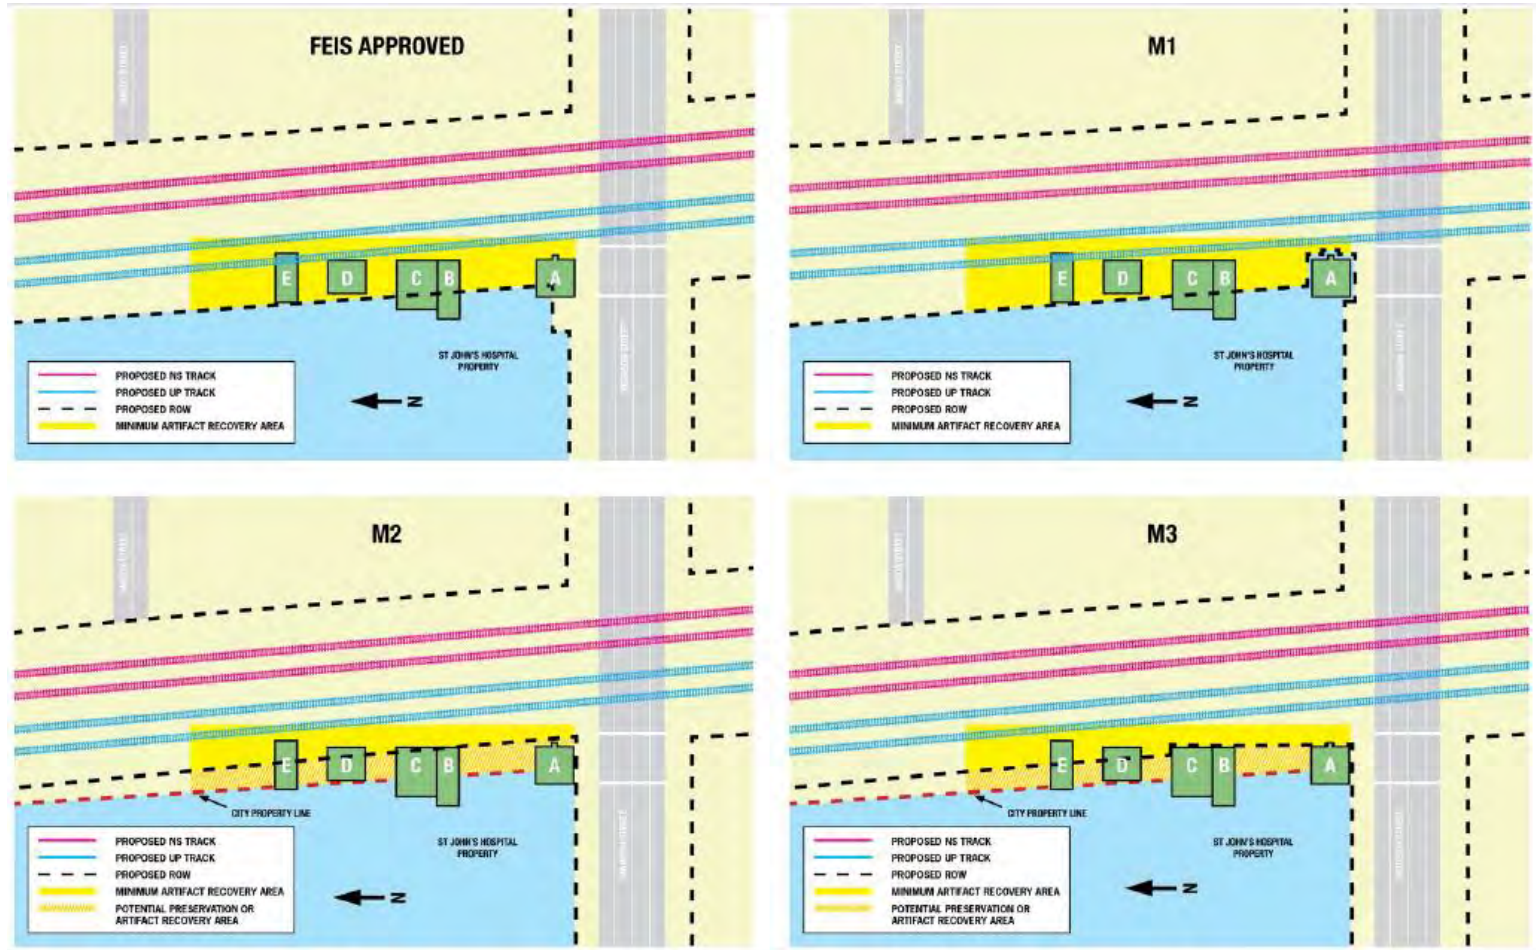 FEIS APPROVED
E
D
C
B
A
ST JOHN'S HOSPITAL
PROPERTY
PROPOSED NS TRACK
PROPOSED UP TRACK
PROPOSED ROW
MINIMUM ARTIFACT RECOVERY AREA
N
M1
E
D
C
B
A
ST JOHN'S HOSPITAL
PROPERTY
PROPOSED NS TRACK
PROPOSED UP TRACK
PROPOSED ROW
MINIMUM ARTIFACT RECOVERY AREA
N
M2
E
D
C
B
A
CITY PROPERTY LINE
ST JOHN'S HOSPITAL
PROPERTY
PROPOSED NS TRACK
PROPOSED UP TRACK
PROPOSED ROW
MINIMUM ARTIFACT RECOVERY AREA
POTENTIAL PRESERVATION OR
ARTIFACT RECOVERY AREA
N
M3
E
D
C
B
A
CITY PROPERTY LINE
ST JOHN'S HOSPITAL
PROPERTY
PROPOSED NS TRACK
PROPOSED UP TRACK
PROPOSED ROW
MINIMUM ARTIFACT RECOVERY AREA
POTENTIAL PRESERVATION OR
ARTIFACT RECOVERY AREA
N